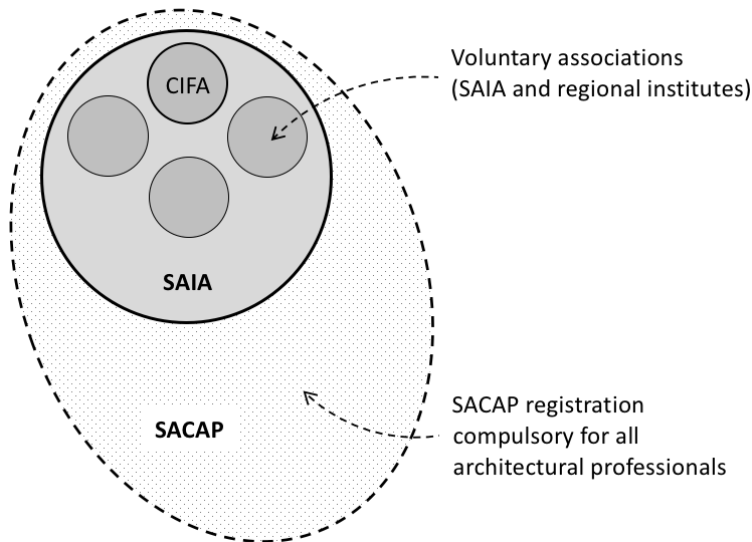 Voluntary associations
(SAIA and regional institutes)
CIFA
SAIA
SACAP registration
compulsory for all
architectural professionals
SACAP